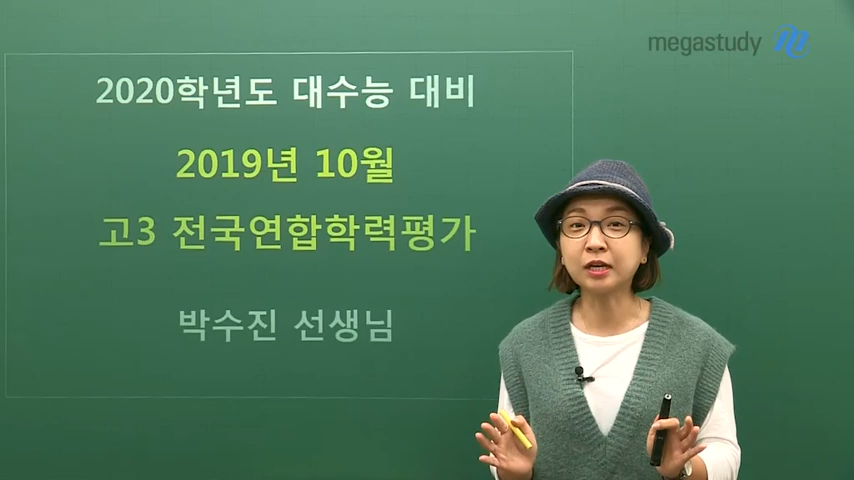 megastudy
2020학년도 대수능 대비
2019년 10월
고3 전국연합학력평가
박수진 선생님